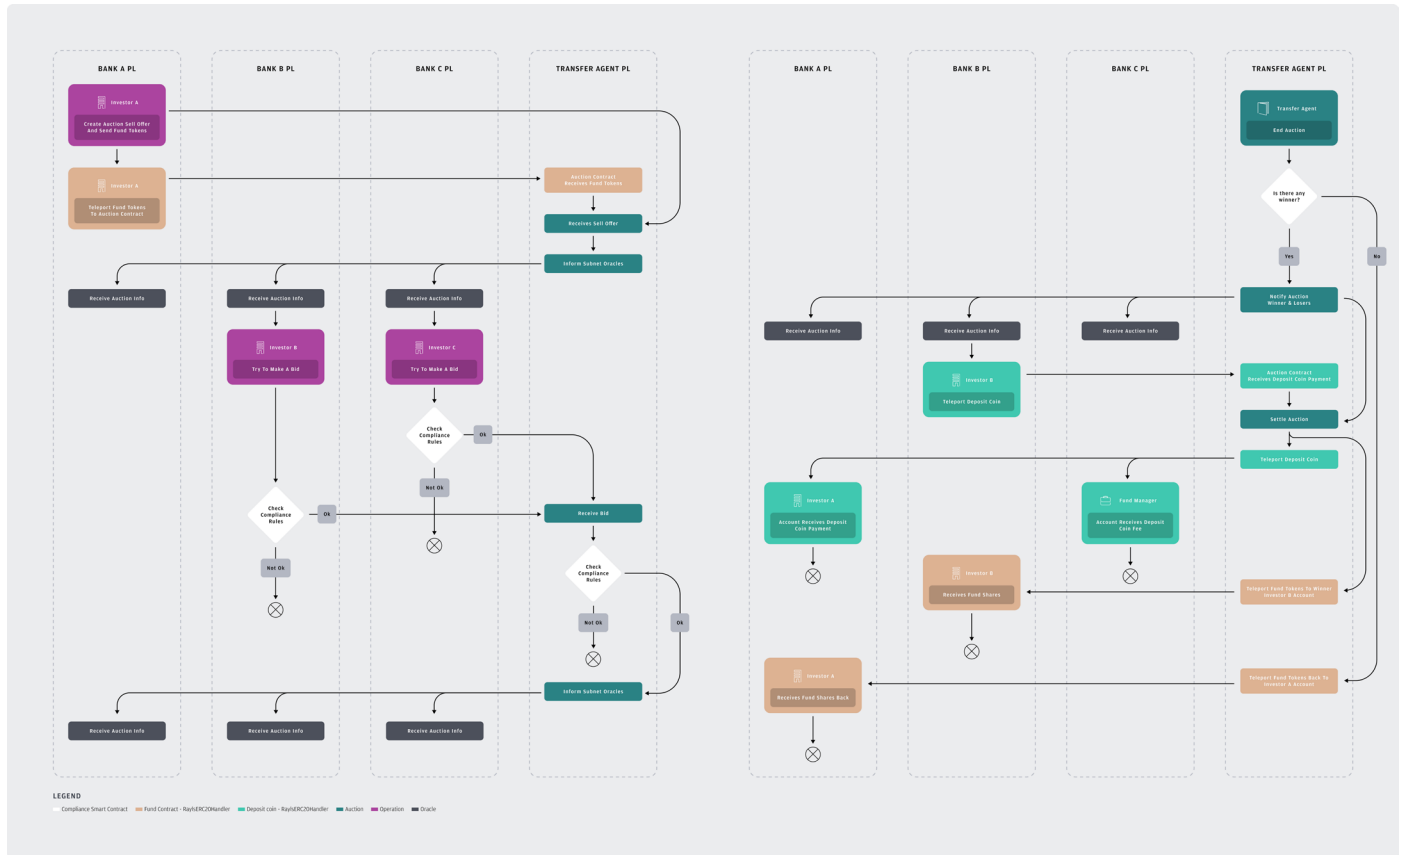 BANK A PL
BANK B PL
BANK C PL
TRANSFER AGENT PL
Investor A
Create Auction Sell Offer
And Send Fund Tokens
Investor A
Teleport Fund Tokens
To Auction Contract
Auction Contract
Receives Fund Tokens
Receives Sell Offer
Inform Subnet Oracles
Receive Auction Info
Receive Auction Info
Receive Auction Info
Investor B
Try To Make A Bid
Investor C
Try To Make A Bid
Check
Compliance
Rules
Ok
Not Ok
Check
Compliance
Rules
Ok
Not Ok
Receive Bid
Check
Compliance
Rules
Not Ok
Ok
Inform Subnet Oracles
Receive Auction Info
Receive Auction Info
Receive Auction Info
BANK A PL
BANK B PL
BANK C PL
TRANSFER AGENT PL
Transfer Agent
End Auction
Is there any
winner?
Yes
No
Notify Auction
Winner & Losers
Receive Auction Info
Receive Auction Info
Receive Auction Info
Investor B
Teleport Deposit Coin
Auction Contract
Receives Deposit Coin Payment
Settle Auction
Teleport Deposit Coin
Investor A
Account Receives Deposit
Coin Payment
Fund Manager
Account Receives Deposit
Coin Fee
Investor B
Receives Fund Shares
Teleport Fund Tokens To Winner
Investor B Account
Investor A
Receives Fund Shares Back
Teleport Fund Tokens Back To
Investor A Account
LEGEND
Compliance Smart Contract
Fund Contract - RaylsERC20Handler
Deposit coin - RaylsERC20Handler
Auction
Operation
Oracle